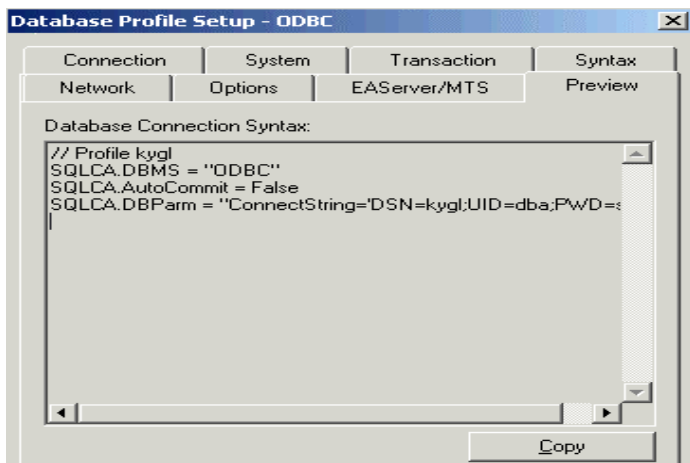 Database Profile Setup - ODBC
Connection System Transaction Syntax
Network Options EAServer/MTS Preview
Database Connection Syntax:
// Profile kygl
SQLCA.DBMS = "ODBC"
SQLCA.AutoCommit = False
SQLCA.DBParm = "ConnectString='DSN=kygl;UID=dba;PWD=s
Copy